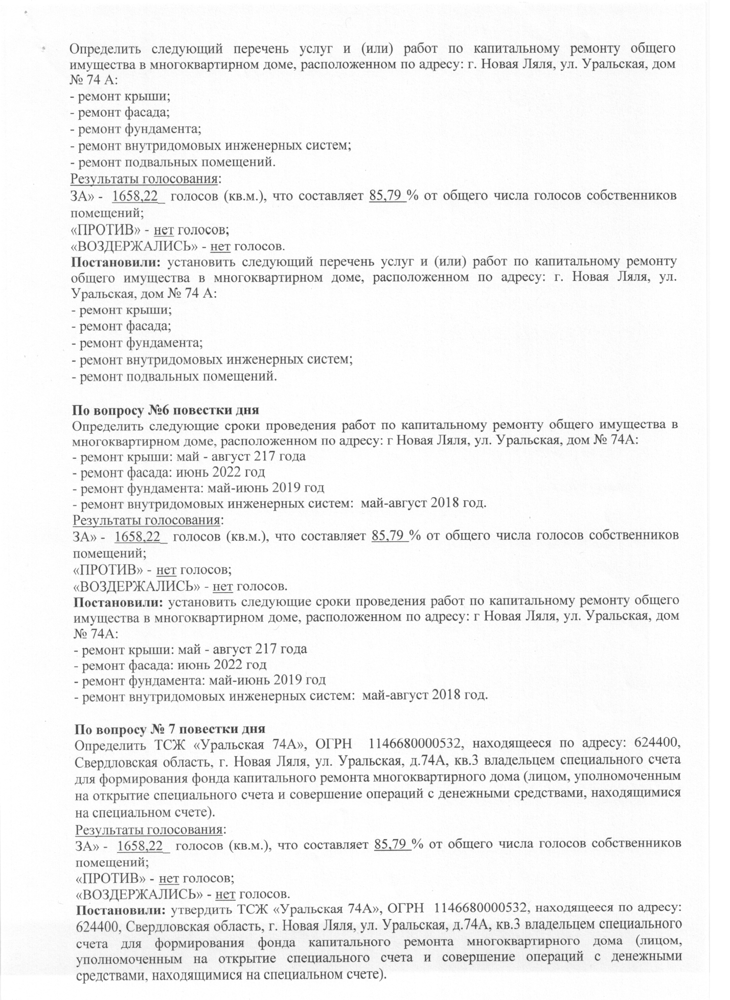 Определить следующий перечень услуг и (или) работ по капитальному ремонту общего
имущества в многоквартирном доме, расположенном по адресу: г. Новая Ляля, ул. Уральская, дом
№ 74 А:
- ремонт крыши;
- ремонт фасада;
- ремонт фундамента;
- ремонт внутридомовых инженерных систем;
- ремонт подвальных помещений.
Результаты голосования:
ЗА» - 1658,22_ голосов (кв.м.), что составляет 85,79 % от общего числа голосов собственников
помещений;
«ПРОТИВ» - нет голосов;
«ВОЗДЕРЖАЛИСЬ» - нет голосов.
Постановили: установить следующий перечень услуг и (или) работ по капитальному ремонту
общего имущества в многоквартирном доме, расположенном по адресу: г. Новая Ляля, ул.
Уральская, дом № 74 А:
- ремонт крыши;
- ремонт фасада;
- ремонт фундамента;
- ремонт внутридомовых инженерных систем;
- ремонт подвальных помещений.
По вопросу №6 повестки дня
Определить следующие сроки проведения работ по капитальному ремонту общего имущества в
многоквартирном доме, расположенном по адресу: г Новая Ляля, ул. Уральская, дом № 74А:
- ремонт крыши: май - август 217 года
- ремонт фасада: июнь 2022 год
- ремонт фундамента: май-июнь 2019 год
- ремонт внутридомовых инженерных систем: май-август 2018 год.
Результаты голосования:
ЗА» - 1658,22_ голосов (кв.м.), что составляет 85,79 % от общего числа голосов собственников
помещений;
«ПРОТИВ» - нет голосов;
«ВОЗДЕРЖАЛИСЬ» - нет голосов.
Постановили: установить следующие сроки проведения работ по капитальному ремонту общего
имущества в многоквартирном доме, расположенном по адресу: г Новая Ляля, ул. Уральская, дом
№ 74А:
- ремонт крыши: май - август 217 года
- ремонт фасада: июнь 2022 год
- ремонт фундамента: май-июнь 2019 год
- ремонт внутридомовых инженерных систем: май-август 2018 год.
По вопросу № 7 повестки дня
Определить ТСЖ «Уральская 74А», ОГРН 1146680000532, находящееся по адресу: 624400,
Свердловская область, г. Новая Ляля, ул. Уральская, д.74А, кв.3 владельцем специального счета
для формирования фонда капитального ремонта многоквартирного дома (лицом, уполномоченным
на открытие специального счета и совершение операций с денежными средствами, находящимися
на специальном счете).
Результаты голосования:
ЗА» - 1658,22_ голосов (кв.м.), что составляет 85,79 % от общего числа голосов собственников
помещений;
«ПРОТИВ» - нет голосов;
«ВОЗДЕРЖАЛИСЬ» - нет голосов.
Постановили: утвердить ТСЖ «Уральская 74А», ОГРН 1146680000532, находящееся по адресу:
624400, Свердловская область, г. Новая Ляля, ул. Уральская, д.74А, кв.3 владельцем специального
счета для формирования фонда капитального ремонта многоквартирного дома (лицом,
уполномоченным на открытие специального счета и совершение операций с денежными
средствами, находящимися на специальном счете).